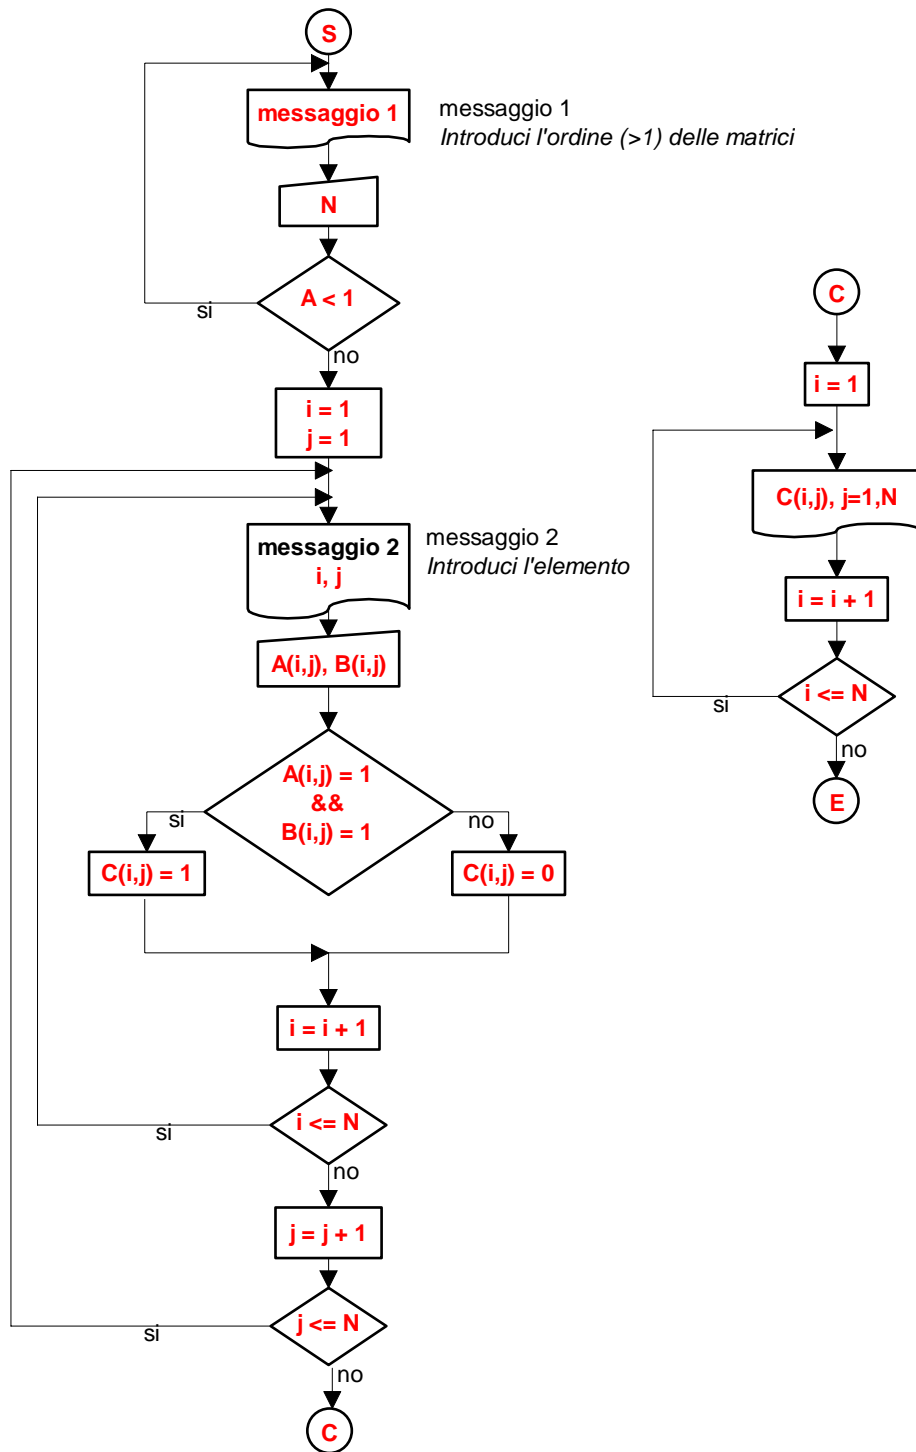 S
messaggio 1
messaggio 1
Introduci l'ordine (>1) delle matrici
N
A < 1
si
no
i = 1
j = 1
messaggio 2
i, j
messaggio 2
Introduci l'elemento
A(i,j), B(i,j)
A(i,j) = 1
&&
B(i,j) = 1
si
no
C(i,j) = 1
C(i,j) = 0
i = i + 1
i <= N
si
no
j = j + 1
j <= N
si
no
C
C
i = 1
C(i,j), j=1,N
i = i + 1
i <= N
si
no
E